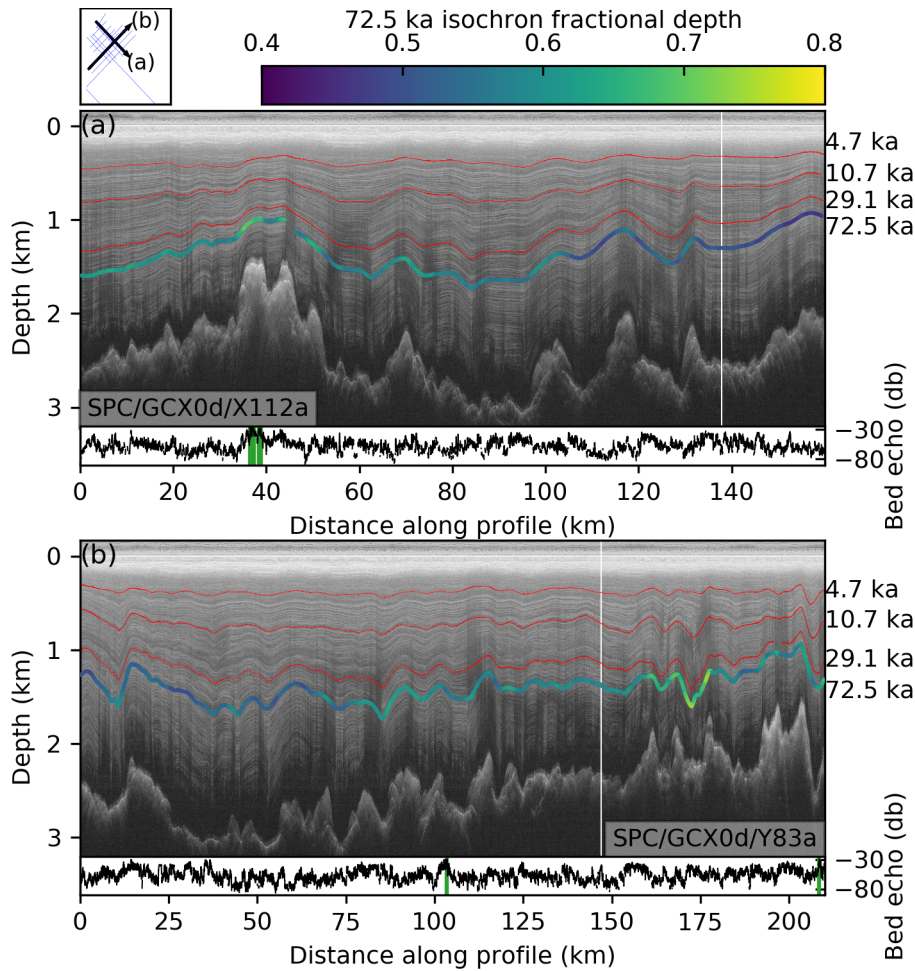 (b)
(a)
72.5 ka isochron fractional depth
0.4 0.5 0.6 0.7 0.8
(a)
0
1
2
3
Depth (km)
4.7 ka
10.7 ka
29.1 ka
72.5 ka
SPC/GCX0d/X112a
−30
−80
Bed echo (db)
0 20 40 60 80 100 120 140
Distance along profile (km)
(b)
0
1
2
3
Depth (km)
4.7 ka
10.7 ka
29.1 ka
72.5 ka
SPC/GCX0d/Y83a
−30
−80
Bed echo (db)
0 25 50 75 100 125 150 175 200
Distance along profile (km)